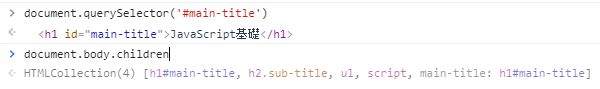 document.querySelector('#main-title')
<h1 id="main-title">JavaScript基礎</h1>
document.body.children
HTMLCollection(4) [h1#main-title, h2.sub-title, ul, script, main-title: h1#main-title]